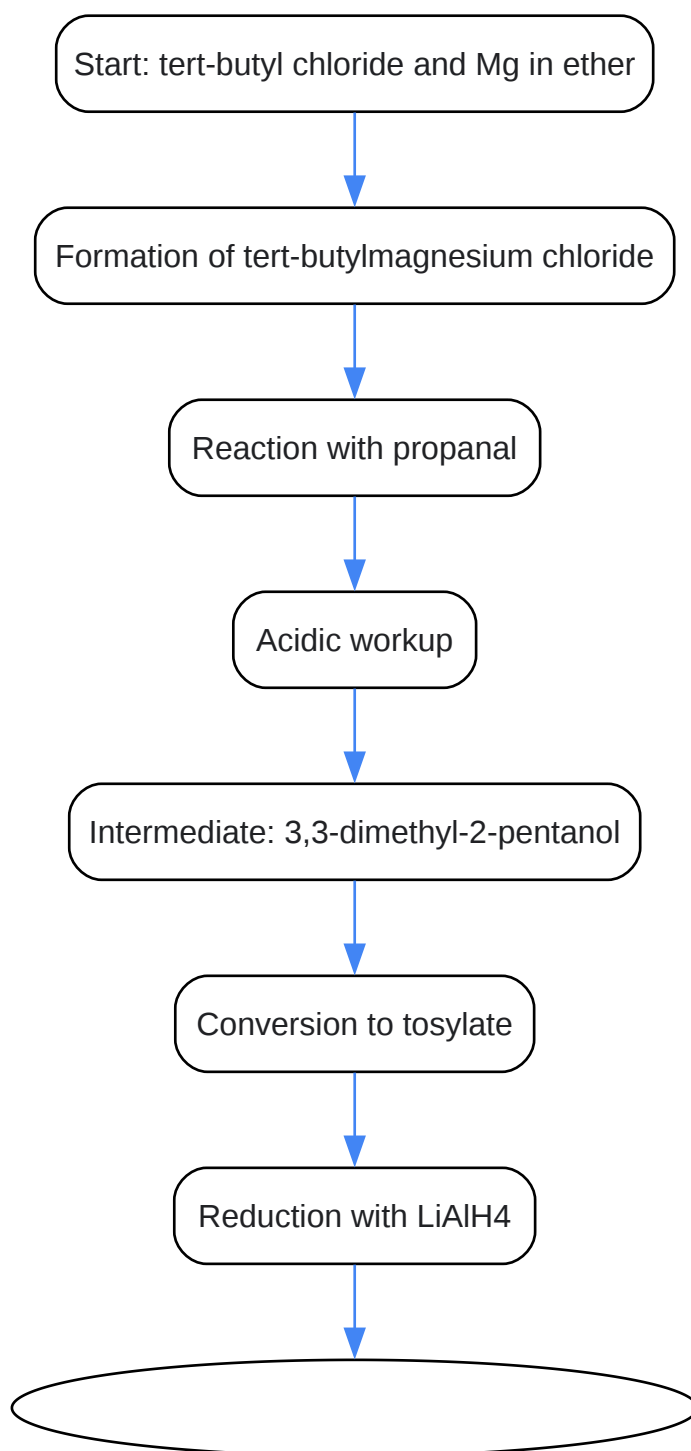 Start: tert-butyl chloride and Mg in ether
Formation of tert-butylmagnesium chloride
Reaction with propanal
Acidic workup
Intermediate: 3,3-dimethyl-2-pentanol
Conversion to tosylate
Reduction with LiAlH4